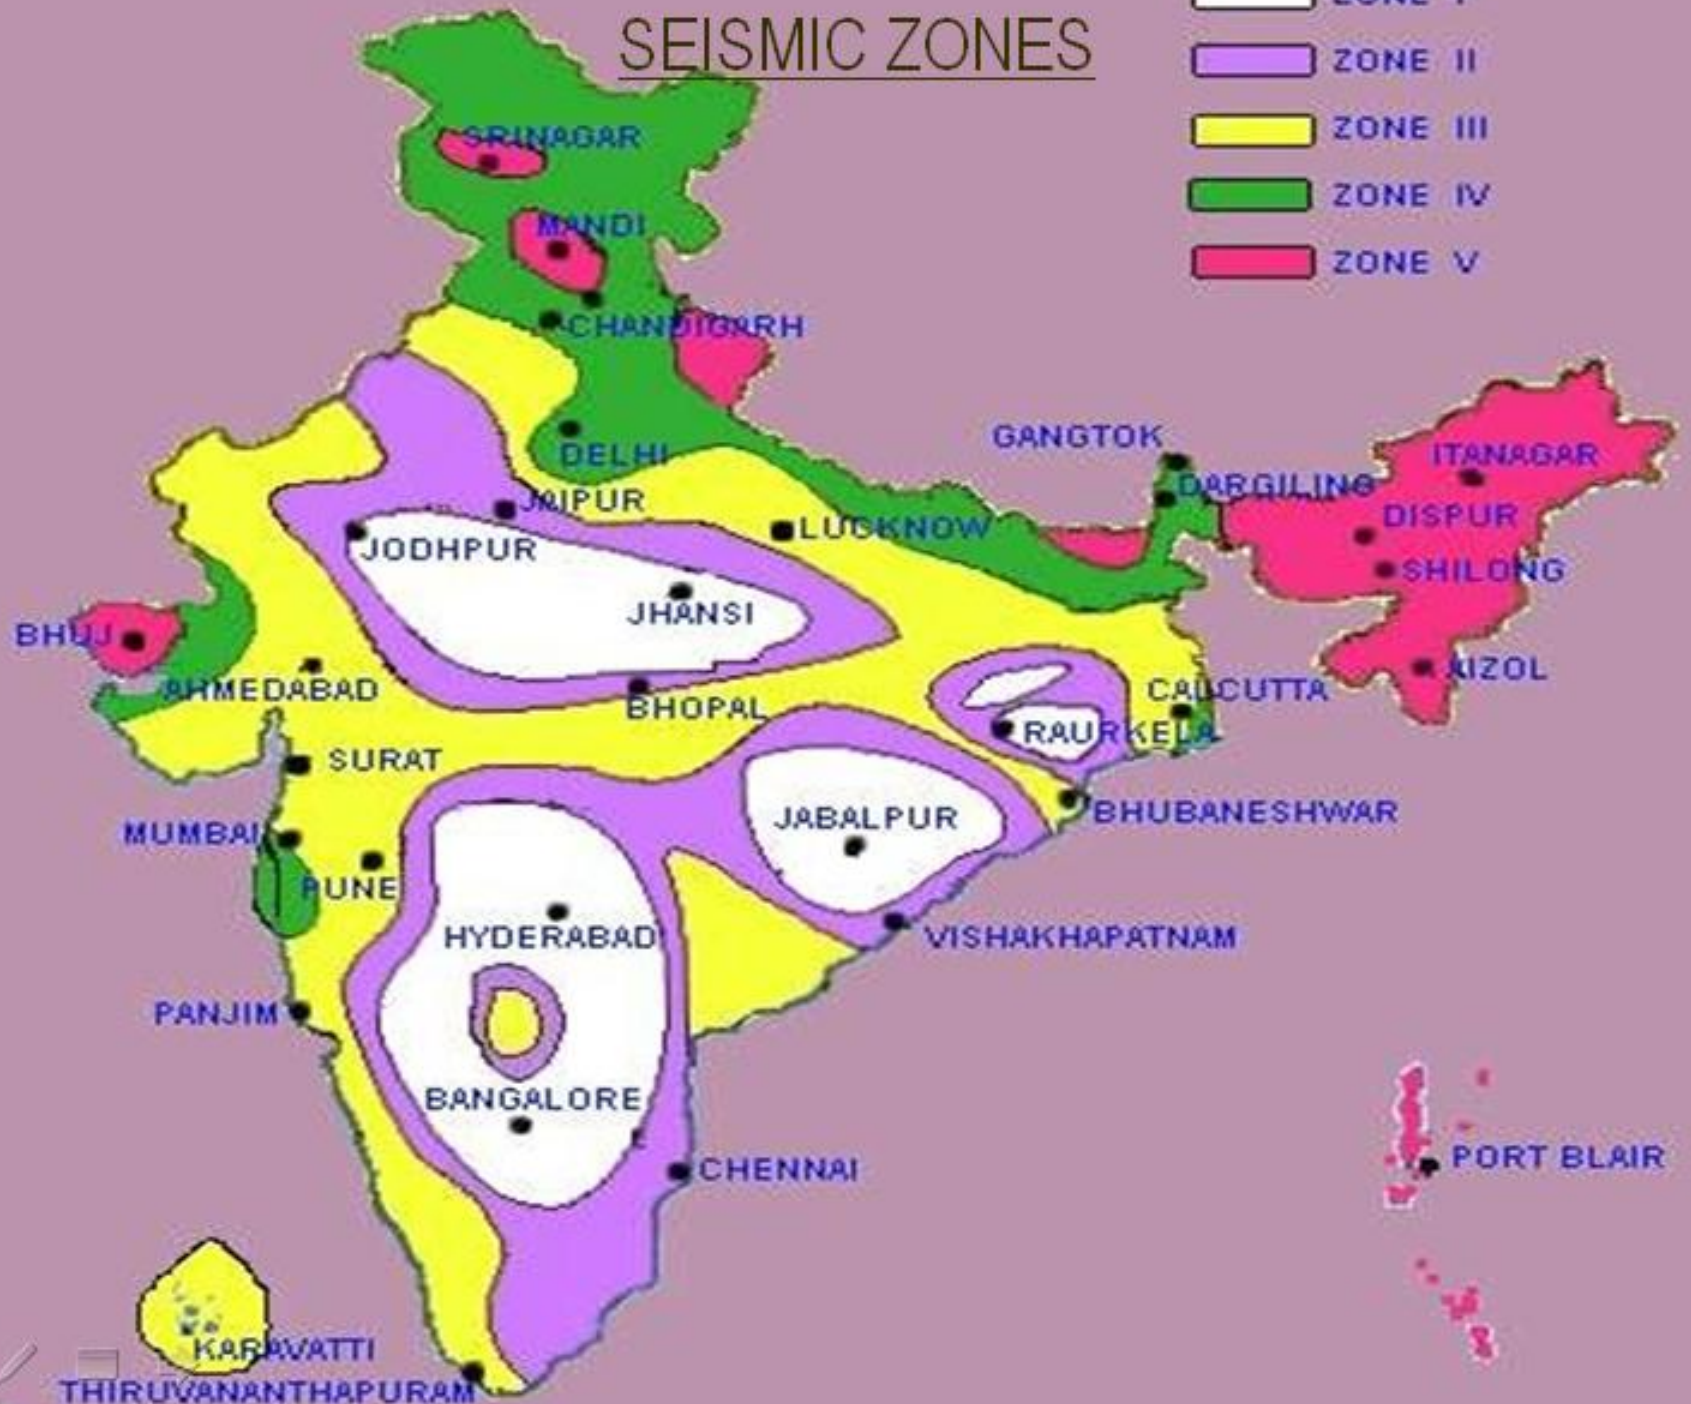 SEISMIC ZONES
ZONE I
ZONE II
ZONE III
ZONE IV
ZONE V
SRINAGAR
MANDI
CHANDIGARH
DELHI
GANGTOK
DARGILING
ITANAGAR
DISPUR
SHILONG
AIZOL
JAIPUR
LUCKNOW
JODHPUR
JHANSI
BHUJ
AHMEDABAD
BHOPAL
CALCUTTA
RAURKELA
SURAT
BHUBANESHWAR
JABALPUR
MUMBAI
PUNE
HYDERABAD
VISHAKHAPATNAM
PANJIM
BANGALORE
CHENNAI
PORT BLAIR
KARAVATTI
THIRUVANANTHAPURAM